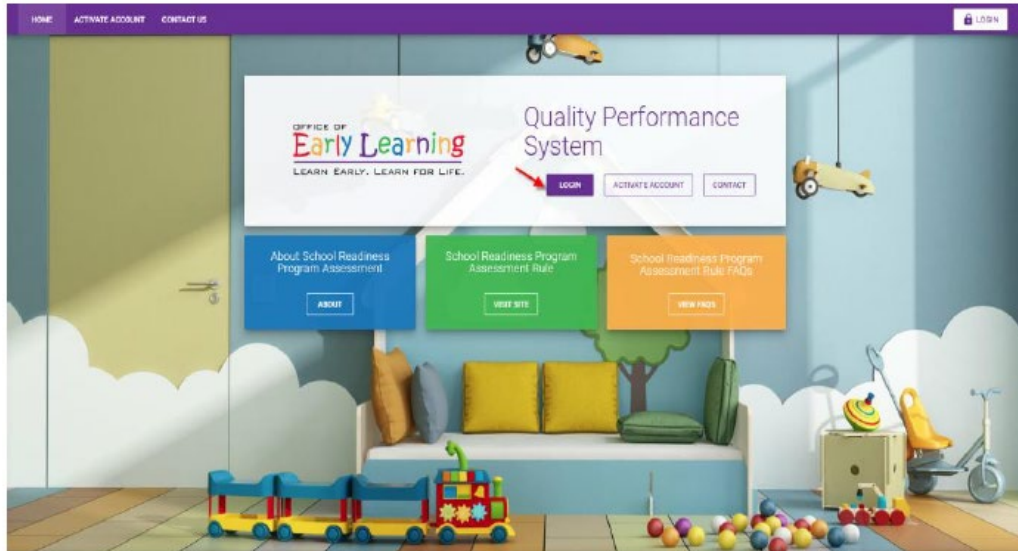 HOME ACTIVATE ACCOUNT CONTACT US LOGIN
OFFICE OF
Early Learning
LEARN EARLY. LEARN FOR LIFE.
Quality Performance
System
LOGIN ACTIVATE ACCOUNT CONTACT
About School Readiness
Program Assessment
ABOUT
School Readiness Program
Assessment Rule
VISIT SITE
School Readiness Program
Assessment Rule FAQs
VIEW FAQS